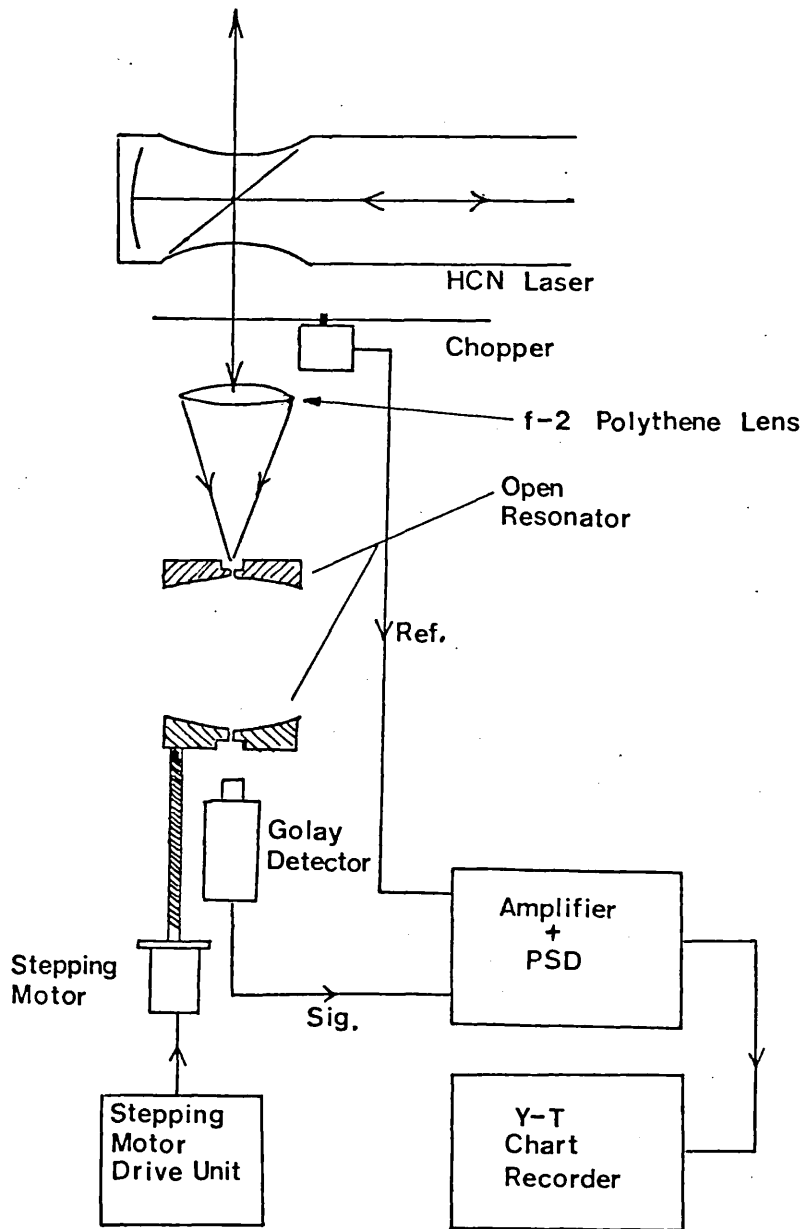 HCN Laser
Chopper
f-2 Polythene Lens
Open
Resonator
Ref.
Golay
Detector
Amplifier
+
PSD
Stepping
Motor
Sig.
Stepping
Motor
Drive Unit
Y-T
Chart
Recorder